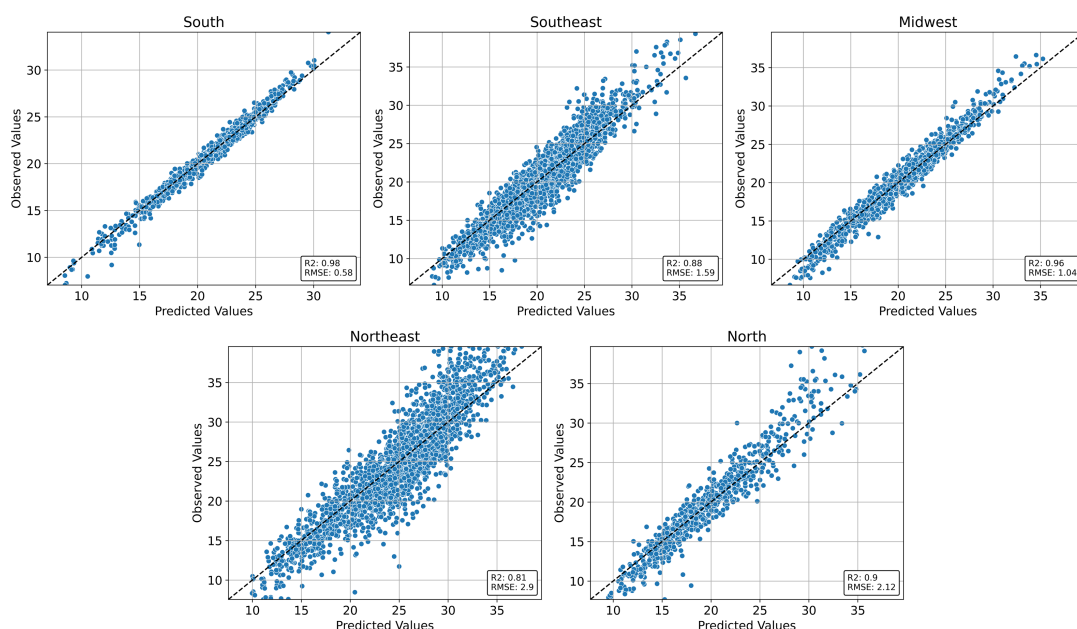 South
Observed Values
30
25
20
15
10
R2: 0.98
RMSE: 0.58
10 15 20 25 30
Predicted Values
Southeast
Observed Values
35
30
25
20
15
10
R2: 0.88
RMSE: 1.59
10 15 20 25 30 35
Predicted Values
Midwest
Observed Values
35
30
25
20
15
10
R2: 0.96
RMSE: 1.04
10 15 20 25 30 35
Predicted Values
Northeast
Observed Values
35
30
25
20
15
10
R2: 0.81
RMSE: 2.9
10 15 20 25 30 35
Predicted Values
North
Observed Values
35
30
25
20
15
10
R2: 0.9
RMSE: 2.12
10 15 20 25 30 35
Predicted Values